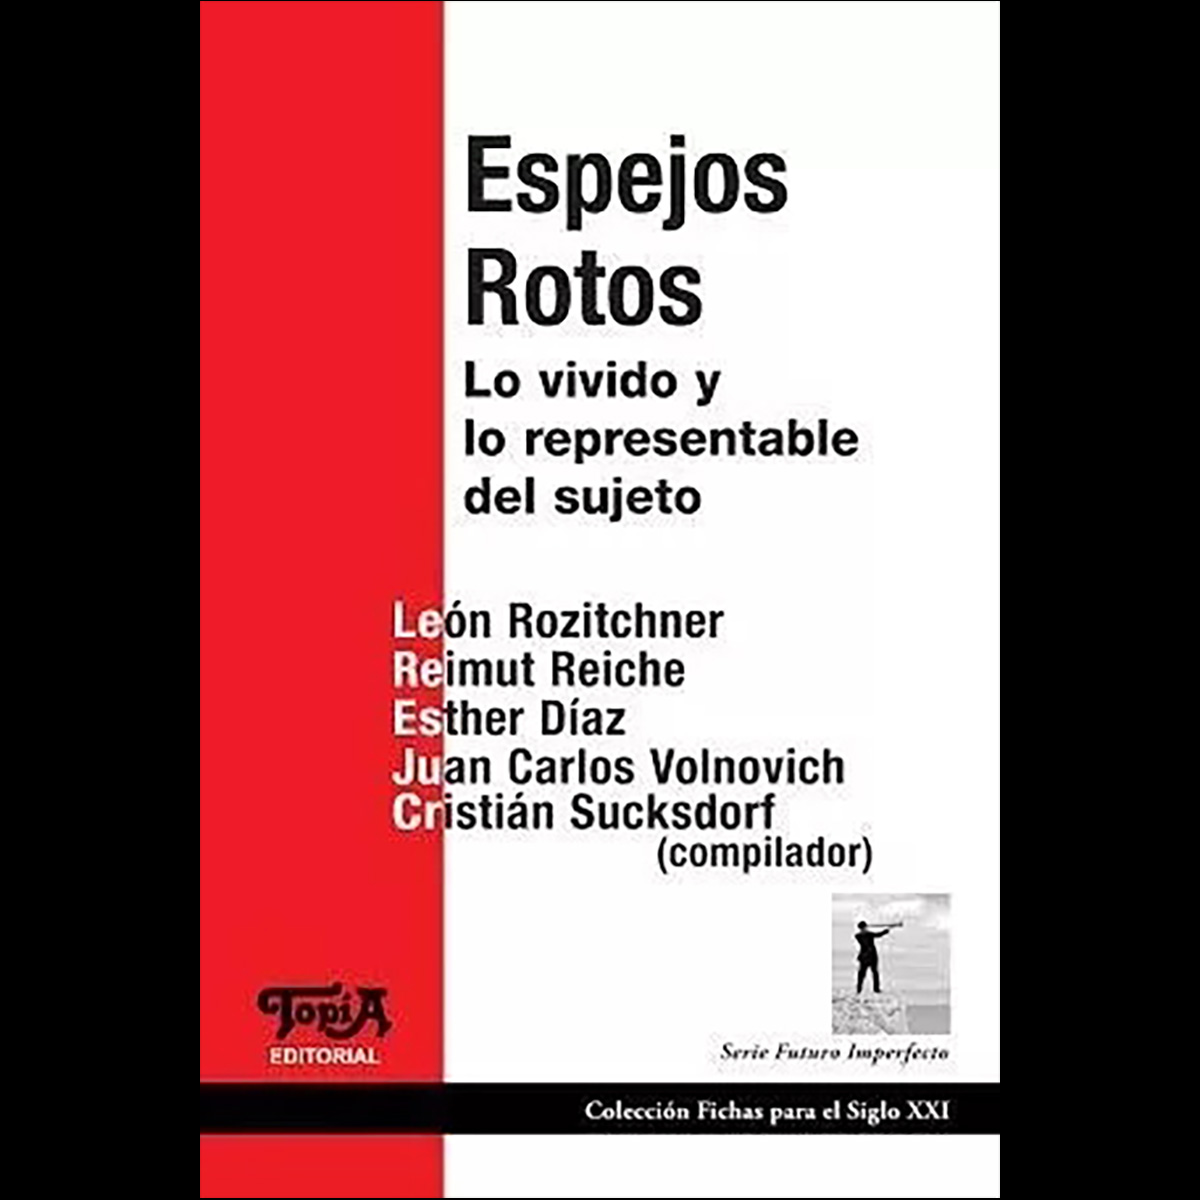 Espejos
Rotos
Lo vivido y
lo representable
del sujeto
León Rozitchner
Reimut Reiche
Esther Díaz
Juan Carlos Volnovich
Cristián Sucksdorf
(compilador)
TopíA
EDITORIAL
Serie Futuro Imperfecto
Colección Fichas para el Siglo XXI